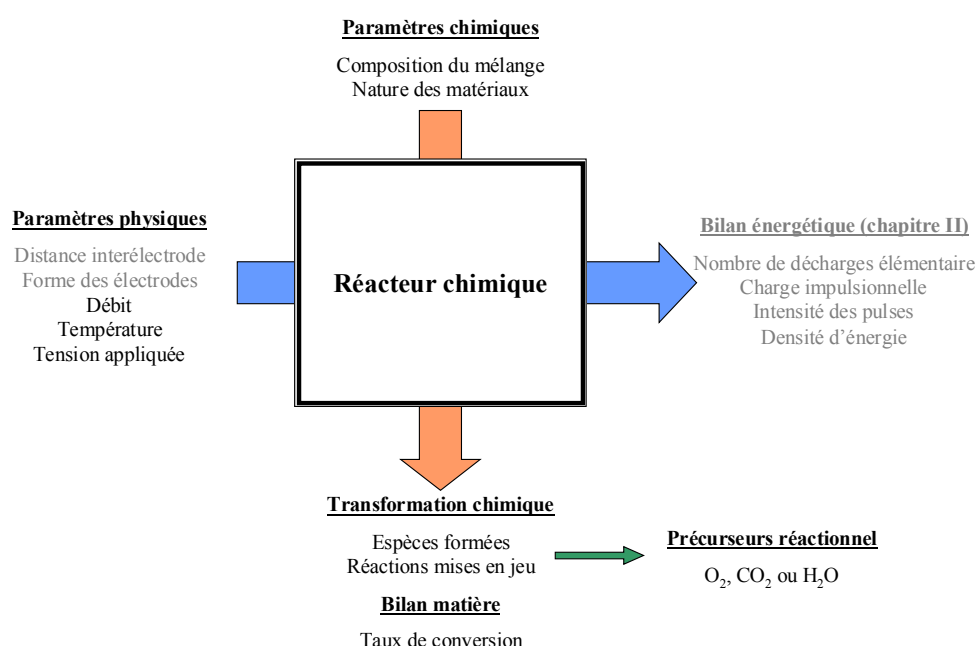 Paramètres chimiques
Composition du mélange
Nature des matériaux
Paramètres physiques
Distance interélectrode
Forme des électrodes
Débit
Température
Tension appliquée
Réacteur chimique
Bilan énergétique (chapitre II)
Nombre de décharges élémentaire
Charge impulsionnelle
Intensité des pulses
Densité d’énergie
Transformation chimique
Espèces formées
Réactions mises en jeu
Bilan matière
Taux de conversion
Précurseurs réactionnel
O₂, CO₂ ou H₂O